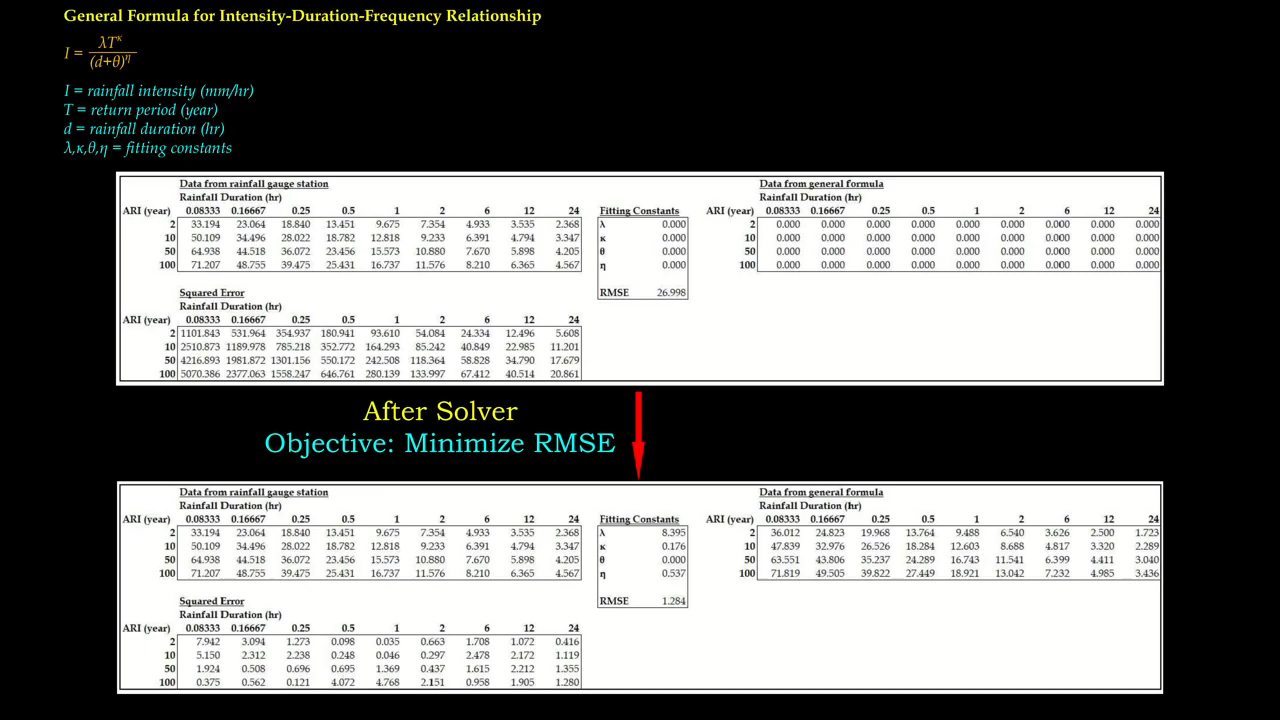 General Formula for Intensity-Duration-Frequency Relationship
I = λT^κ / (d+θ)^η
I = rainfall intensity (mm/hr)
T = return period (year)
d = rainfall duration (hr)
λ,κ,θ,η = fitting constants
Data from rainfall gauge station Data from general formula
Rainfall Duration (hr) Rainfall Duration (hr)
ARI (year) 0.08333 0.16667 0.25 0.5 1 2 6 12 24 Fitting Constants ARI (year) 0.08333 0.16667 0.25 0.5 1 2 6 12 24
2 33.194 23.064 18.840 13.451 9.675 7.354 4.933 3.535 2.368 λ 0.000 2 0.000 0.000 0.000 0.000 0.000 0.000 0.000 0.000 0.000
10 50.109 34.496 28.022 18.782 12.818 9.233 6.391 4.794 3.347 κ 0.000 10 0.000 0.000 0.000 0.000 0.000 0.000 0.000 0.000 0.000
50 64.938 44.518 36.072 23.456 15.573 10.880 7.670 5.898 4.205 θ 0.000 50 0.000 0.000 0.000 0.000 0.000 0.000 0.000 0.000 0.000
100 71.207 48.755 39.475 25.431 16.737 11.576 8.210 6.365 4.567 η 0.000 100 0.000 0.000 0.000 0.000 0.000 0.000 0.000 0.000 0.000
Squared Error RMSE 26.998
Rainfall Duration (hr)
ARI (year) 0.08333 0.16667 0.25 0.5 1 2 6 12 24
2 1101.843 531.964 354.937 180.941 93.610 54.084 24.334 12.496 5.608
10 2510.873 1189.978 785.218 352.772 164.293 85.242 40.849 22.985 11.201
50 4216.893 1981.872 1301.156 550.172 242.508 118.364 58.828 34.790 17.679
100 5070.386 2377.063 1558.247 646.761 280.139 133.997 67.412 40.514 20.861
After Solver
Objective: Minimize RMSE
Data from rainfall gauge station Data from general formula
Rainfall Duration (hr) Rainfall Duration (hr)
ARI (year) 0.08333 0.16667 0.25 0.5 1 2 6 12 24 Fitting Constants ARI (year) 0.08333 0.16667 0.25 0.5 1 2 6 12 24
2 33.194 23.064 18.840 13.451 9.675 7.354 4.933 3.535 2.368 λ 8.395 2 36.012 24.823 19.968 13.764 9.488 6.540 3.626 2.500 1.723
10 50.109 34.496 28.022 18.782 12.818 9.233 6.391 4.794 3.347 κ 0.176 10 47.839 32.976 26.526 18.284 12.603 8.688 4.817 3.320 2.289
50 64.938 44.518 36.072 23.456 15.573 10.880 7.670 5.898 4.205 θ 0.000 50 63.551 43.806 35.237 24.289 16.743 11.541 6.399 4.411 3.040
100 71.207 48.755 39.475 25.431 16.737 11.576 8.210 6.365 4.567 η 0.537 100 71.819 49.505 39.822 27.449 18.921 13.042 7.232 4.985 3.436
Squared Error RMSE 1.284
Rainfall Duration (hr)
ARI (year) 0.08333 0.16667 0.25 0.5 1 2 6 12 24
2 7.942 3.094 1.273 0.098 0.035 0.663 1.708 1.072 0.416
10 5.150 2.312 2.238 0.248 0.046 0.297 2.478 2.172 1.119
50 1.924 0.508 0.696 0.695 1.369 0.437 1.615 2.212 1.355
100 0.375 0.562 0.121 4.072 4.768 2.151 0.958 1.905 1.280